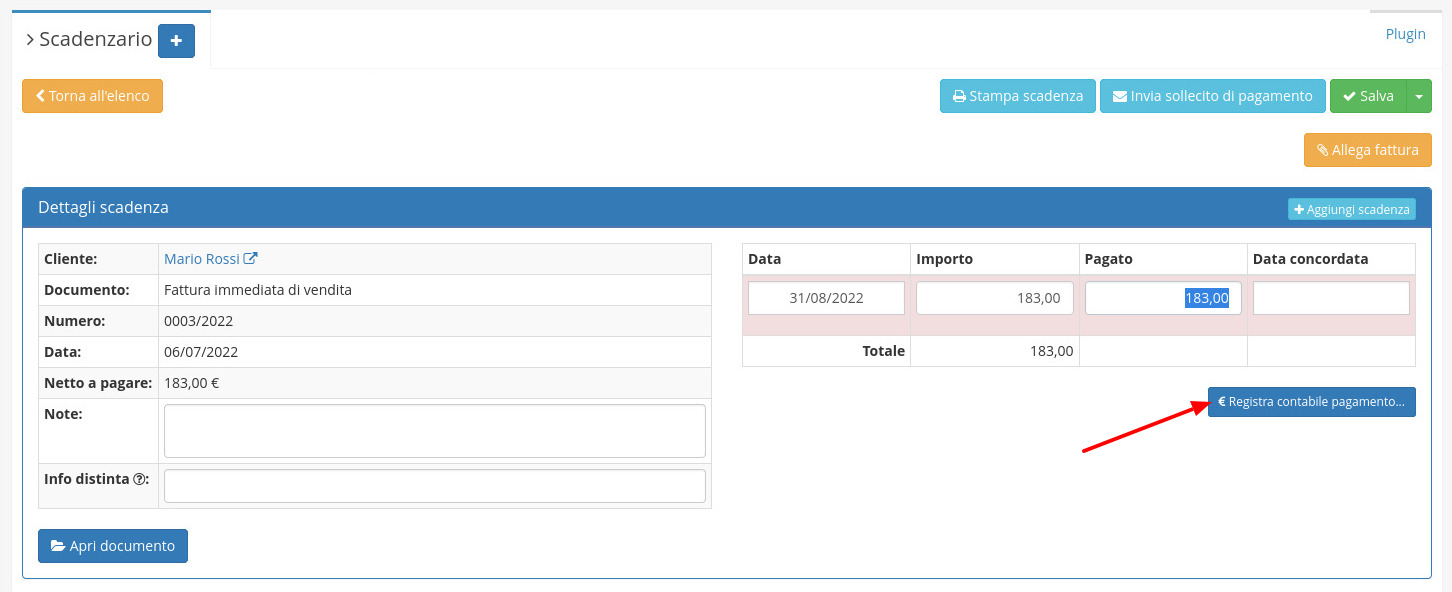 Scadenzario
Plugin
Torna all'elenco
Stampa scadenza
Invia sollecito di pagamento
Salva
Allega fattura
Dettagli scadenza
Aggiungi scadenza
Cliente: Mario Rossi
Documento: Fattura immediata di vendita
Numero: 0003/2022
Data: 06/07/2022
Netto a pagare: 183,00 €
Note:
Info distinta ?:
Apri documento
Data Importo Pagato Data concordata
31/08/2022 183,00 183,00
Totale 183,00
€ Registra contabile pagamento...